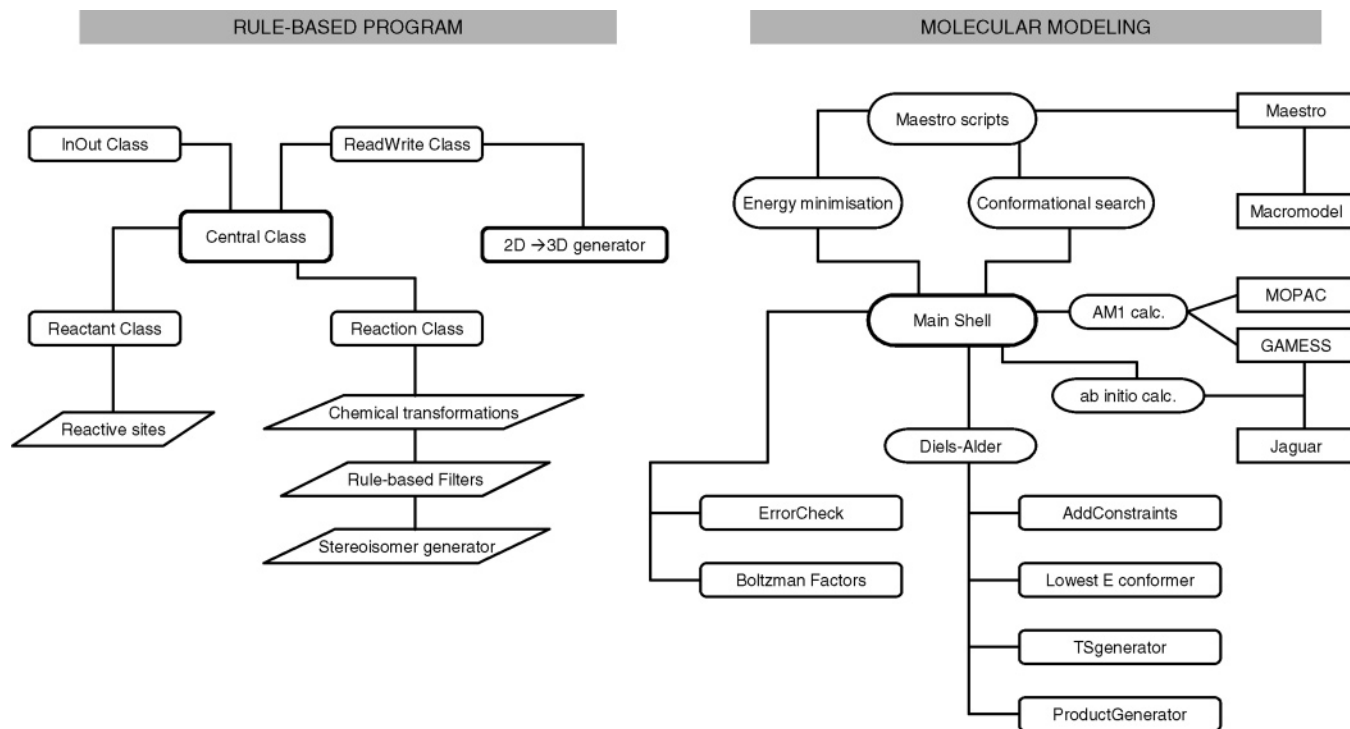 RULE-BASED PROGRAM
InOut Class
ReadWrite Class
Central Class
2D →3D generator
Reactant Class
Reaction Class
Reactive sites
Chemical transformations
Rule-based Filters
Stereoisomer generator
MOLECULAR MODELING
Maestro scripts
Maestro
Energy minimisation
Conformational search
Macromodel
Main Shell
AM1 calc.
MOPAC
GAMESS
ab initio calc.
Diels-Alder
Jaguar
ErrorCheck
Boltzman Factors
AddConstraints
Lowest E conformer
TSgenerator
ProductGenerator